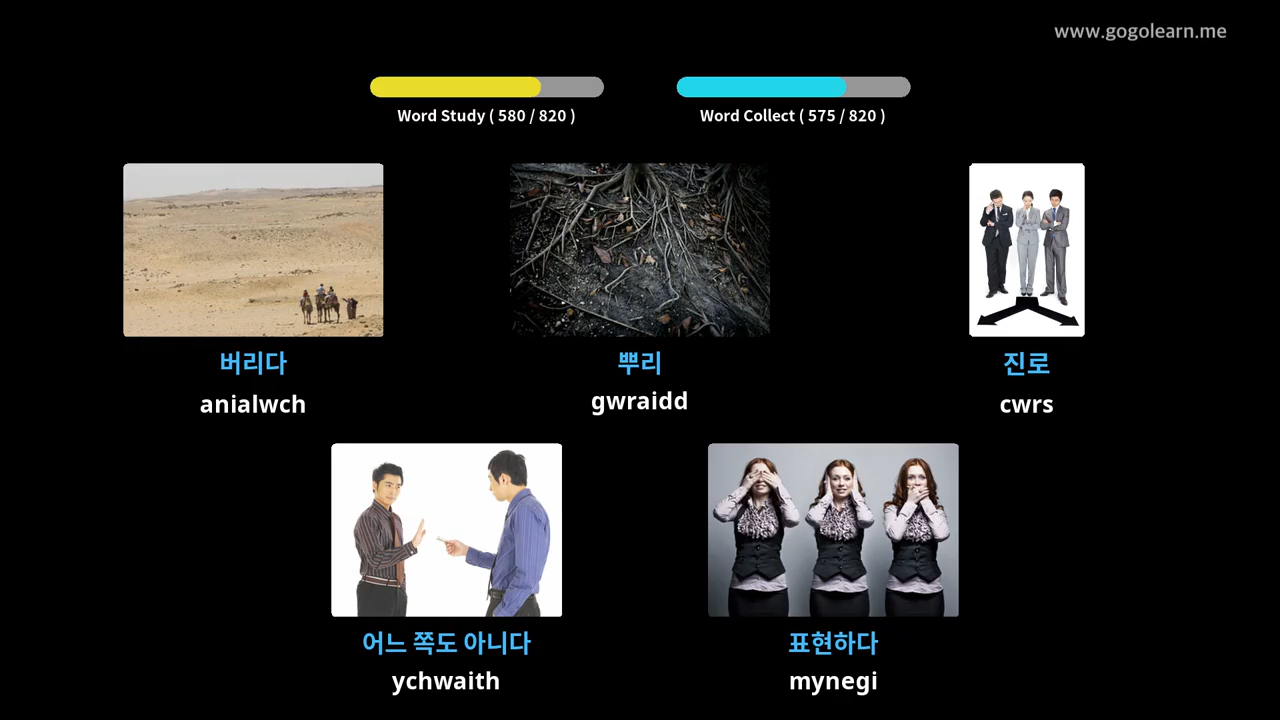 www.gogolearn.me
Word Study ( 580 / 820 )
Word Collect ( 575 / 820 )
버리다
anialwch
뿌리
gwraidd
진로
cwrs
어느 쪽도 아니다
ychwaith
표현하다
mynegi